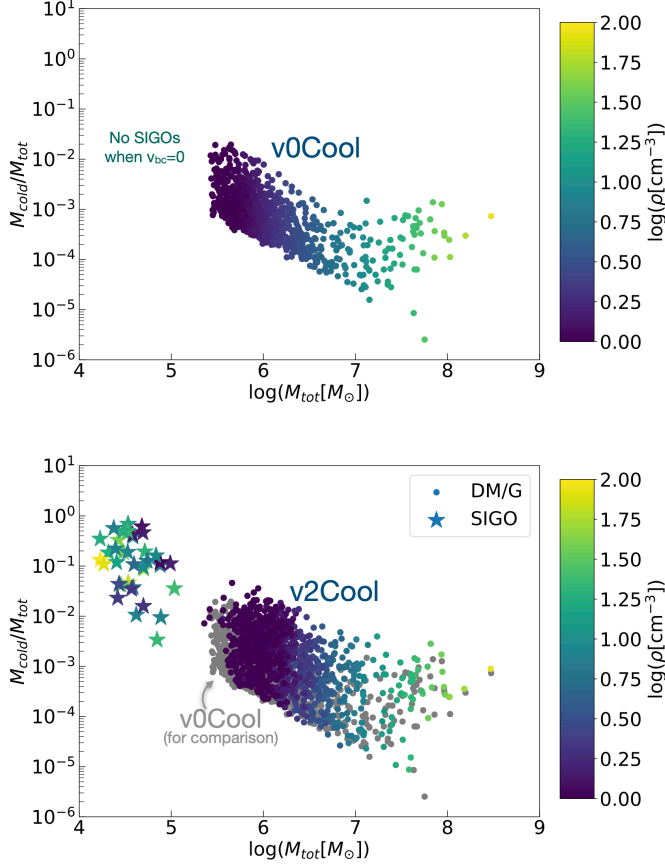 10¹
10⁰
10⁻¹
10⁻²
10⁻³
10⁻⁴
10⁻⁵
10⁻⁶
M_cold/M_tot
No SIGOs
when v_bc=0
v0Cool
4 5 6 7 8 9
log(M_tot[M_⊙])
2.00
1.75
1.50
1.25
1.00
0.75
0.50
0.25
0.00
log(ρ[cm⁻³])
10¹
10⁰
10⁻¹
10⁻²
10⁻³
10⁻⁴
10⁻⁵
10⁻⁶
M_cold/M_tot
DM/G
SIGO
v2Cool
v0Cool
(for comparison)
4 5 6 7 8 9
log(M_tot[M_⊙])
2.00
1.75
1.50
1.25
1.00
0.75
0.50
0.25
0.00
log(ρ[cm⁻³])